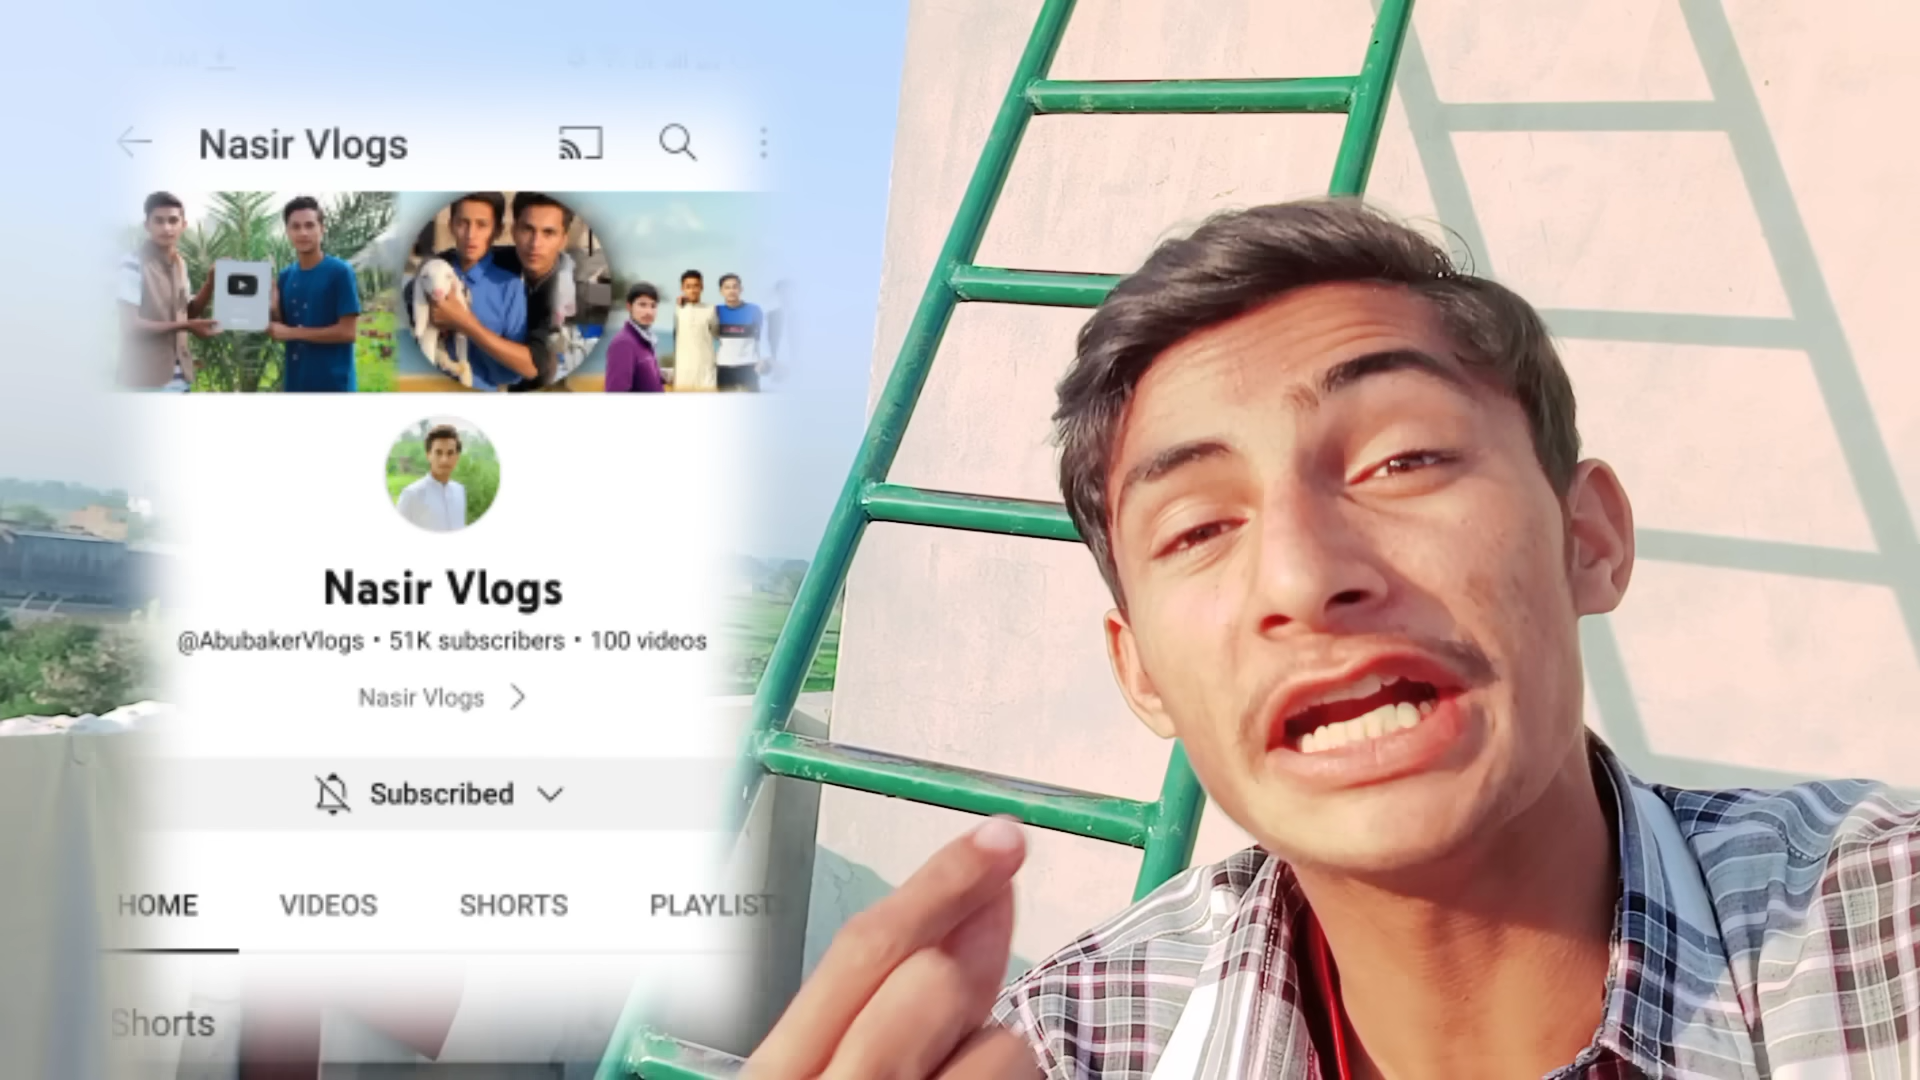 Nasir Vlogs
Nasir Vlogs
@AbubakerVlogs • 51K subscribers • 100 videos
Nasir Vlogs
Subscribed
HOME VIDEOS SHORTS PLAYLIST
Shorts